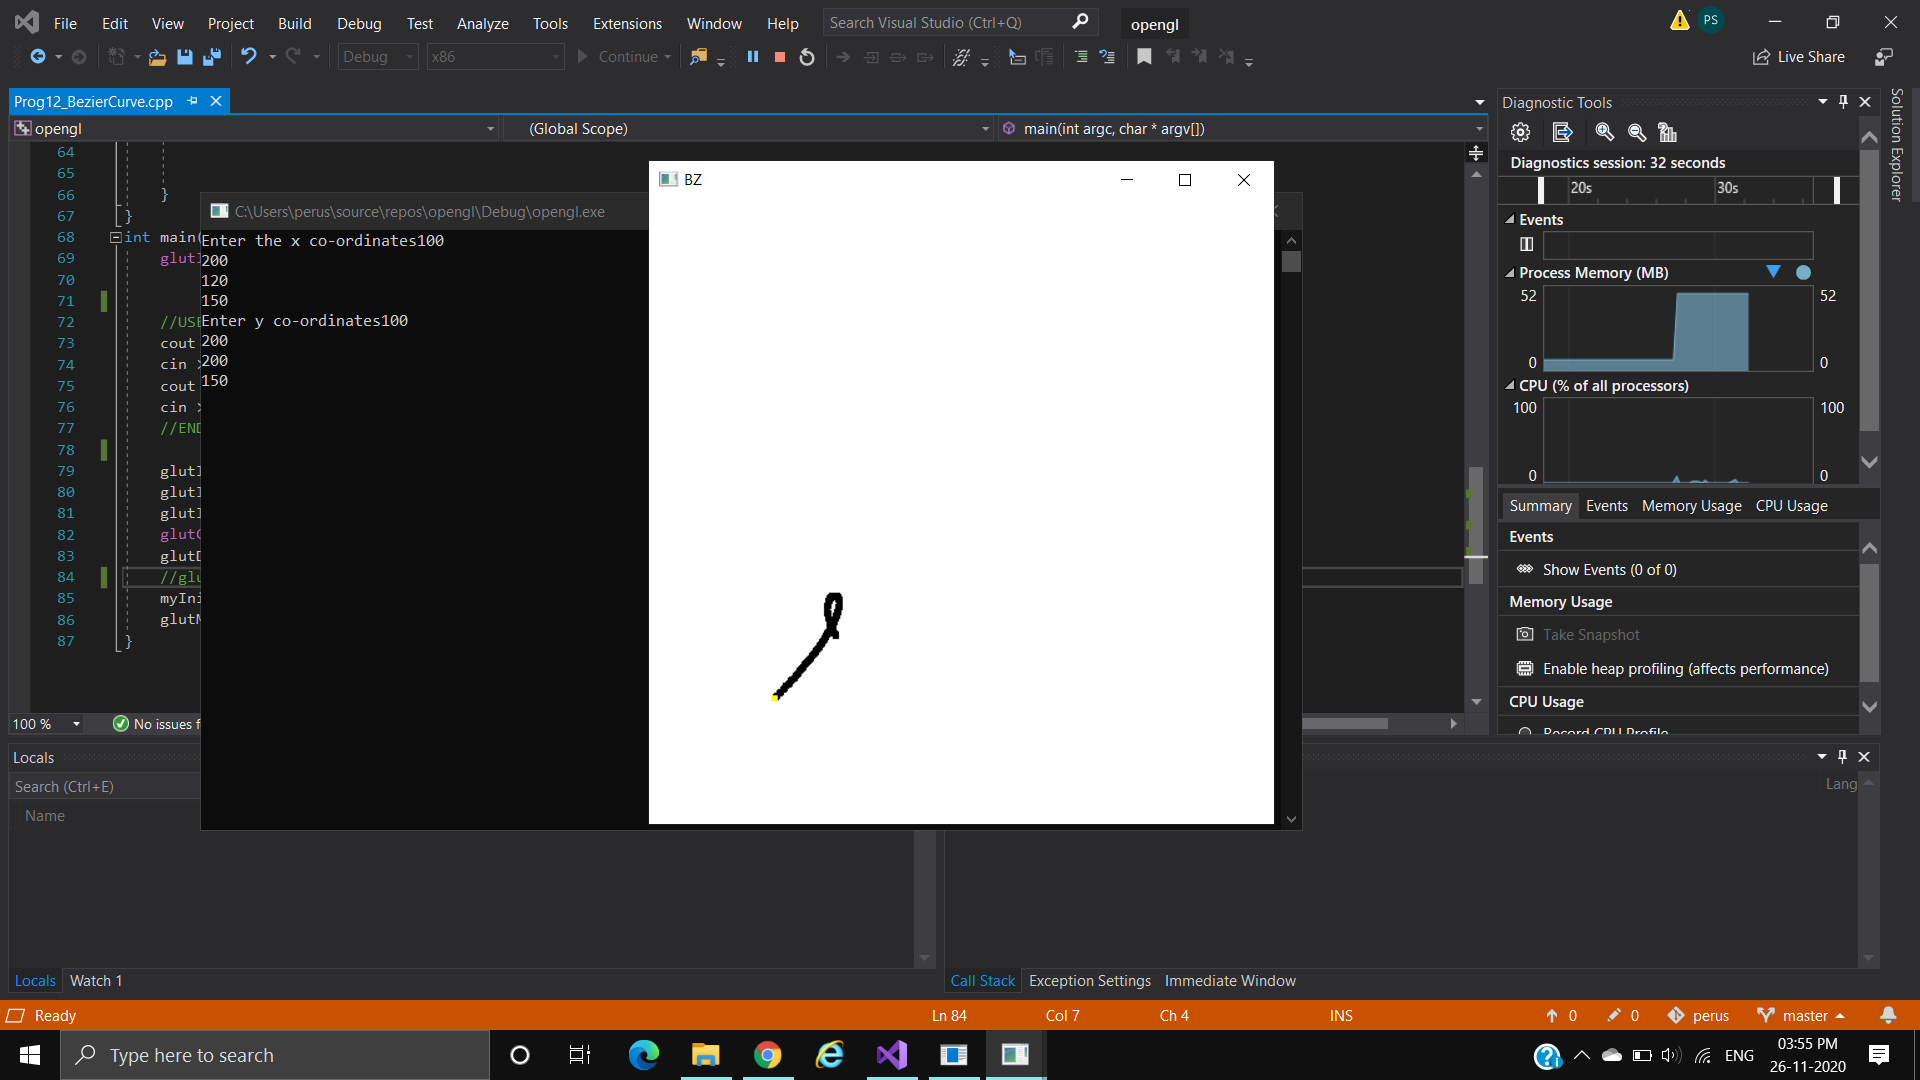 File Edit View Project Build Debug Test Analyze Tools Extensions Window Help Search Visual Studio (Ctrl+Q) opengl PS
Debug x86 Continue Live Share
Prog12_BezierCurve.cpp
opengl (Global Scope) main(int argc, char * argv[])
64
65
66 }
67 }
68 int main(
69 glutI
70
71
72 //USE
73 cout
74 cin >
75 cout
76 cin >
77 //END
78
79 glutI
80 glutI
81 glutI
82 glutC
83 glutD
84 //glu
85 myIni
86 glutM
87 }
100 % No issues f
C:\Users\perus\source\repos\opengl\Debug\opengl.exe
Enter the x co-ordinates100
200
120
150
Enter y co-ordinates100
200
200
150
BZ
Diagnostic Tools
Diagnostics session: 32 seconds
20s 30s
Events
Process Memory (MB)
52 52
0 0
CPU (% of all processors)
100 100
0 0
Summary Events Memory Usage CPU Usage
Events
Show Events (0 of 0)
Memory Usage
Take Snapshot
Enable heap profiling (affects performance)
CPU Usage
Record CPU Profile
Solution Explorer
Locals
Search (Ctrl+E)
Name
Lang
Locals Watch 1
Call Stack Exception Settings Immediate Window
Ready Ln 84 Col 7 Ch 4 INS 0 0 perus master
Type here to search
ENG
03:55 PM
26-11-2020